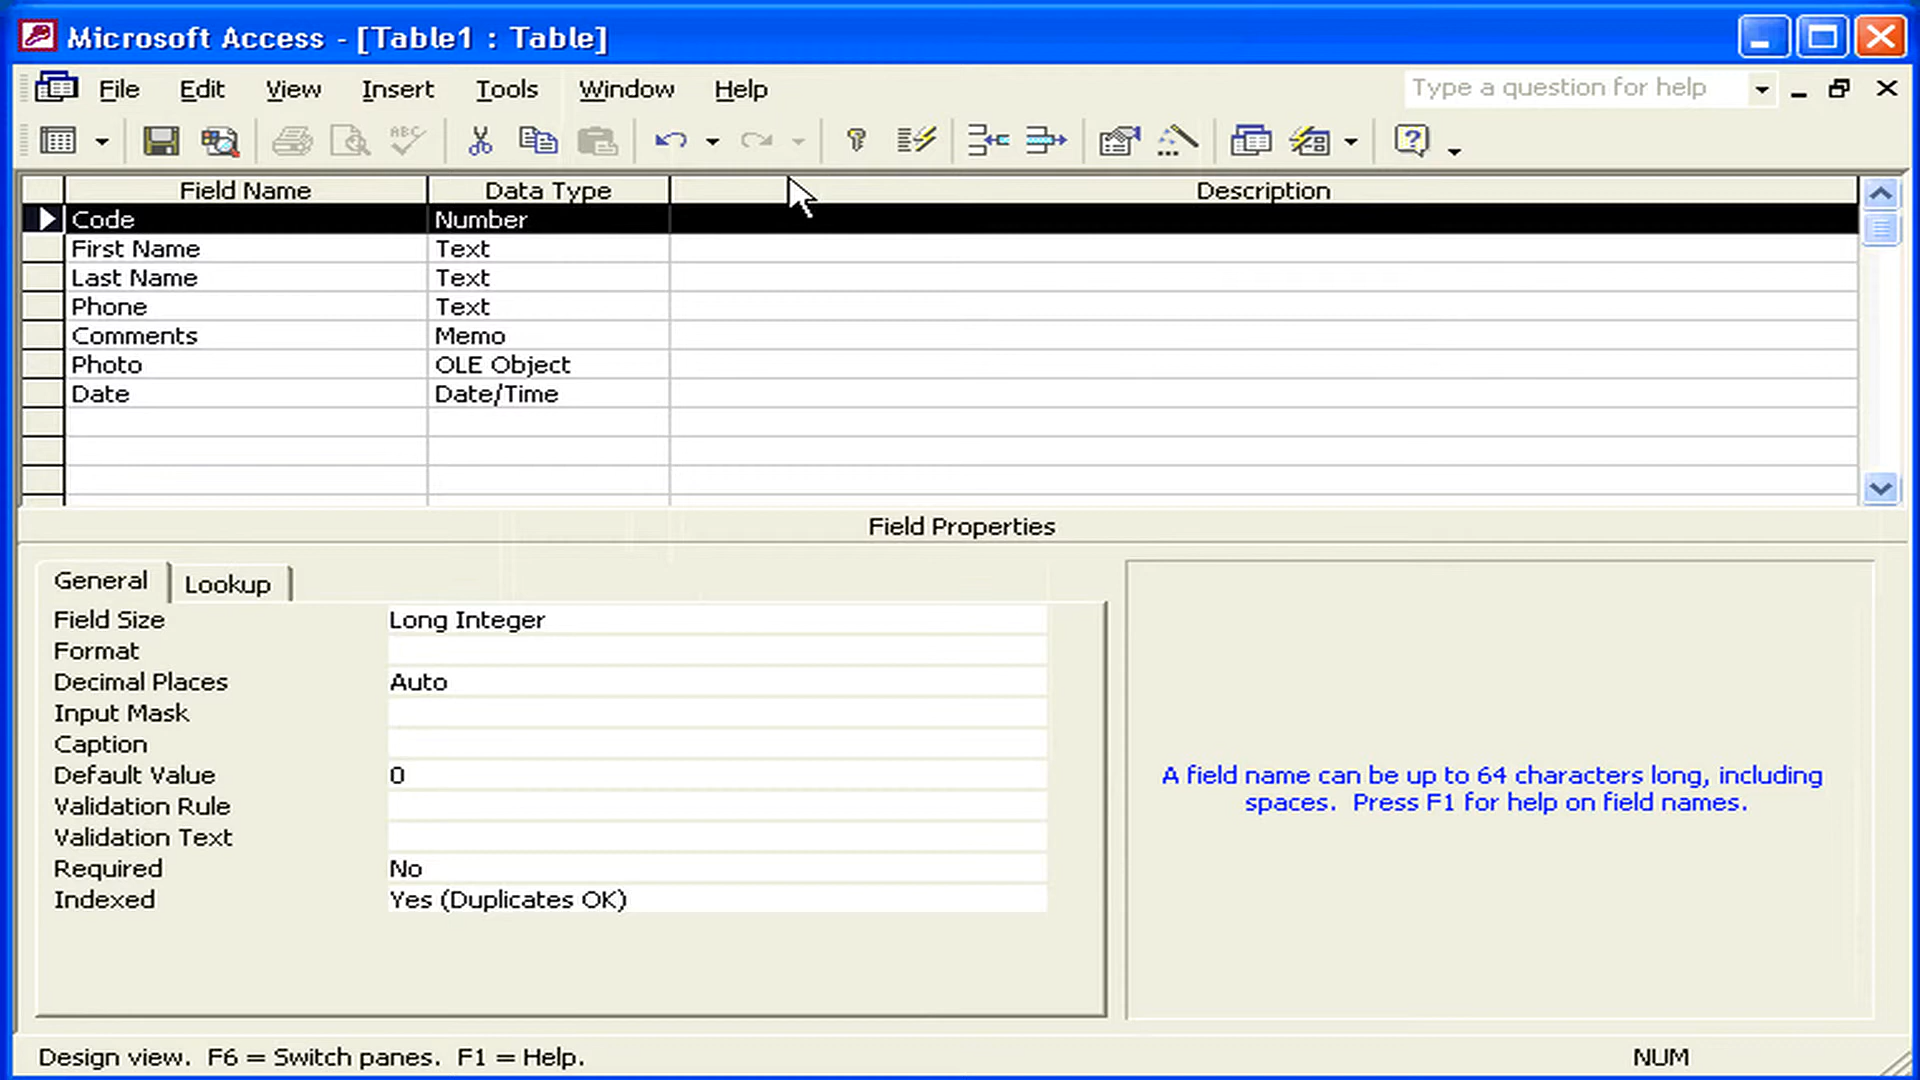 Microsoft Access - [Table1 : Table]
File Edit View Insert Tools Window Help Type a question for help
ABC
Field Name Data Type Description
Code Number
First Name Text
Last Name Text
Phone Text
Comments Memo
Photo OLE Object
Date Date/Time
Field Properties
General Lookup
Field Size Long Integer
Format
Decimal Places Auto
Input Mask
Caption
Default Value 0
Validation Rule
Validation Text
Required No
Indexed Yes (Duplicates OK)
A field name can be up to 64 characters long, including
spaces. Press F1 for help on field names.
Design view. F6 = Switch panes. F1 = Help. NUM